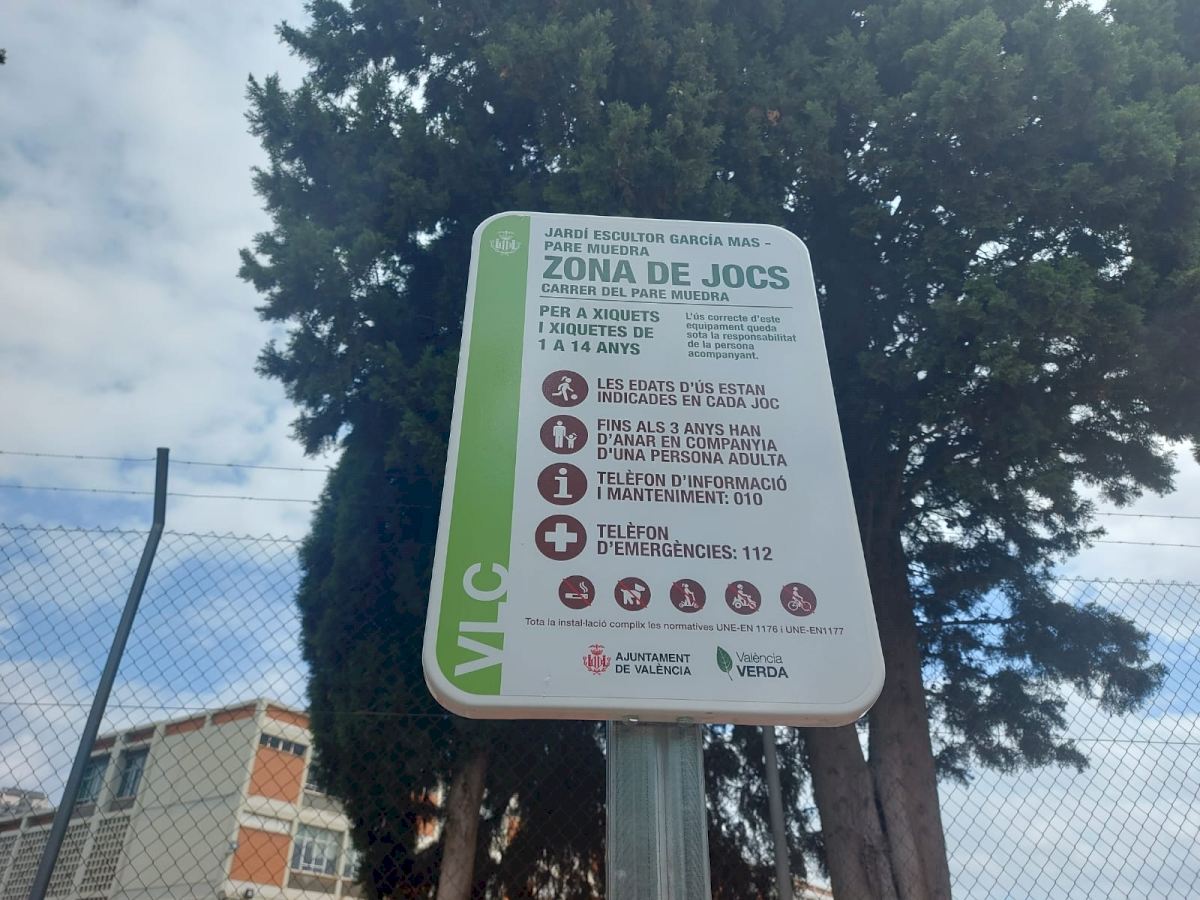 JARDÍ ESCULTOR GARCÍA MAS -
PARE MUEDRA
ZONA DE JOCS
CARRER DEL PARE MUEDRA
PER A XIQUETS
I XIQUETES DE
1 A 14 ANYS
L'ús correcte d'este
equipament queda
sota la responsabilitat
de la persona
acompanyant.
LES EDATS D'ÚS ESTAN
INDICADES EN CADA JOC
FINS ALS 3 ANYS HAN
D'ANAR EN COMPANYIA
D'UNA PERSONA ADULTA
TELÈFON D'INFORMACIÓ
I MANTENIMENT: 010
TELÈFON
D'EMERGÈNCIES: 112
Tota la instal·lació complix les normatives UNE-EN 1176 i UNE-EN1177
VLC
AJUNTAMENT
DE VALÈNCIA
València
VERDA